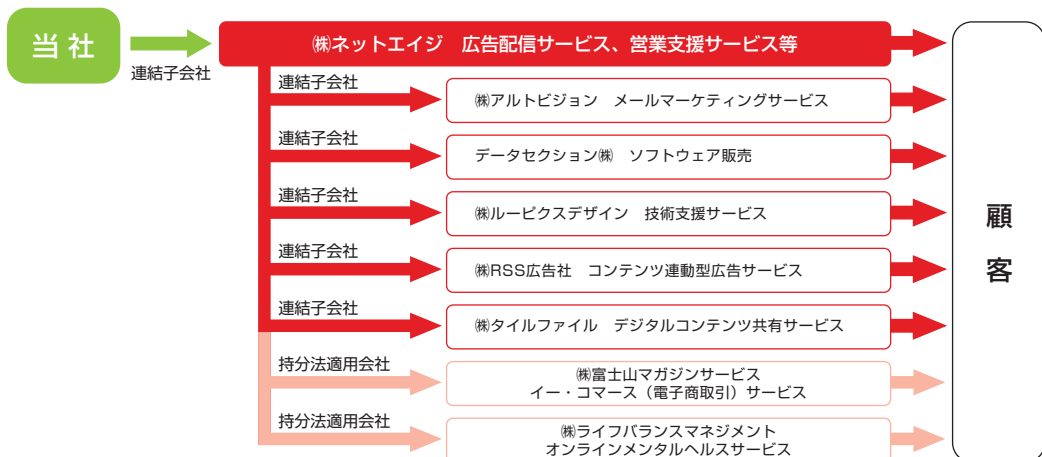 当社
連結子会社
㈱ネットエイジ　広告配信サービス、営業支援サービス等
連結子会社
㈱アルトビジョン　メールマーケティングサービス
連結子会社
データセクション㈱　ソフトウェア販売
連結子会社
㈱ルーピクスデザイン　技術支援サービス
連結子会社
㈱RSS広告社　コンテンツ連動型広告サービス
連結子会社
㈱タイルファイル　デジタルコンテンツ共有サービス
持分法適用会社
㈱富士山マガジンサービス
イー・コマース（電子商取引）サービス
持分法適用会社
㈱ライフバランスマネジメント
オンラインメンタルヘルスサービス
顧客